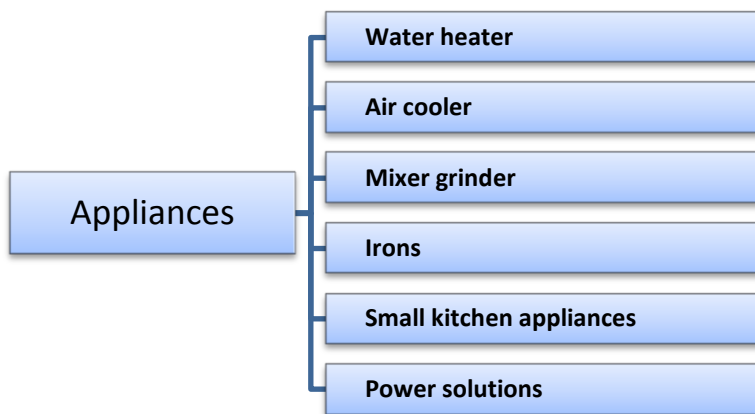 Appliances
Water heater
Air cooler
Mixer grinder
Irons
Small kitchen appliances
Power solutions